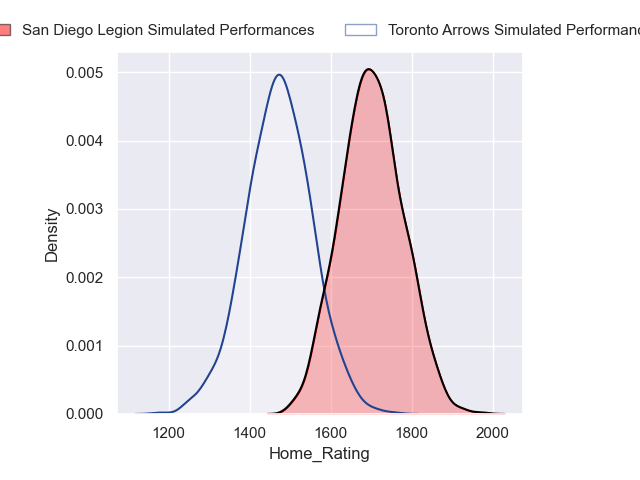 San Diego Legion Simulated Performances
Toronto Arrows Simulated
0.005
0.004
0.003
0.002
0.001
0.000
Density
1200 1400 1600 1800 2000
Home_Rating